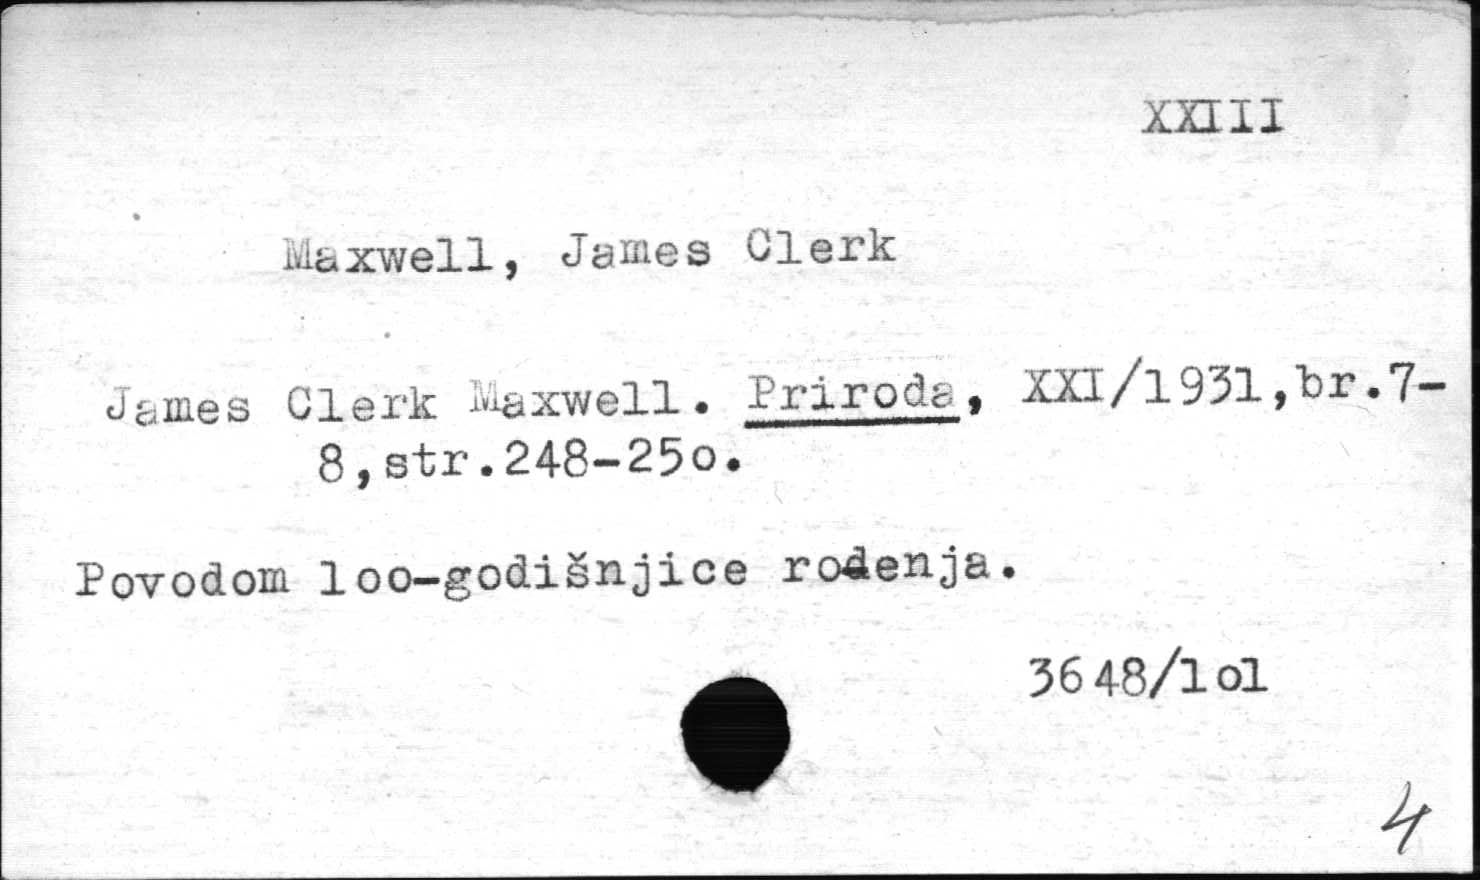 XXIII
Maxwell, James Clerk
James Clerk Maxwell. Priroda, XXI/1931,br.7-
8,str.248-25o.
Povodom loo-godišnjice rođenja.
3648/lol
4